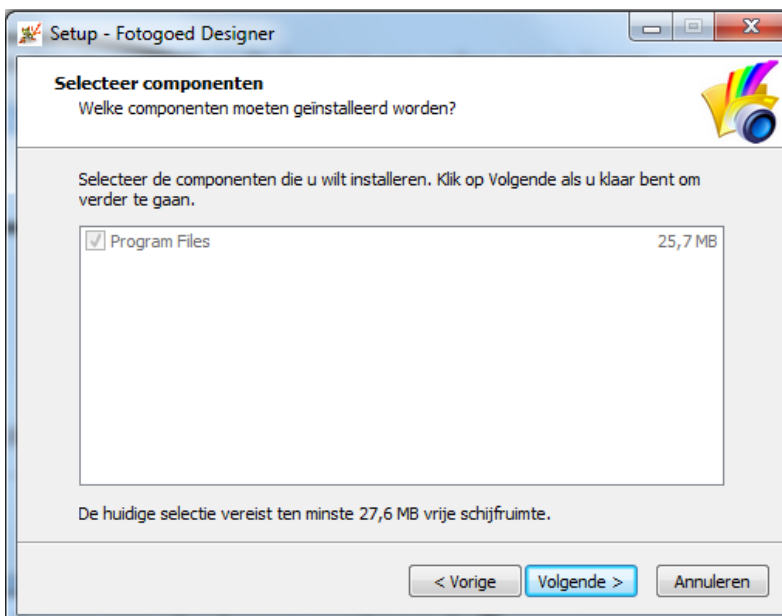 Setup - Fotogoed Designer
Selecteer componenten
Welke componenten moeten geïnstalleerd worden?
Selecteer de componenten die u wilt installeren. Klik op Volgende als u klaar bent om
verder te gaan.
Program Files 25,7 MB
De huidige selectie vereist ten minste 27,6 MB vrije schijfruimte.
< Vorige Volgende > Annuleren